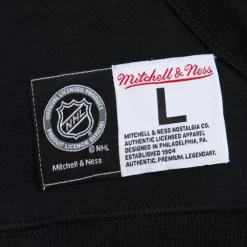 OFFICIAL LICENSED PRODUCT
NHL
PRODUIT OFFICIEL LICENCIÉ
© NHL
Mitchell & Ness
Mitchell & Ness
L
MITCHELL & NESS NOSTALGIA CO.
AUTHENTIC LICENSED APPAREL
DESIGNED IN PHILADELPHIA, PA
ESTABLISHED 1904
AUTHENTIC. PREMIUM. LEGENDARY.